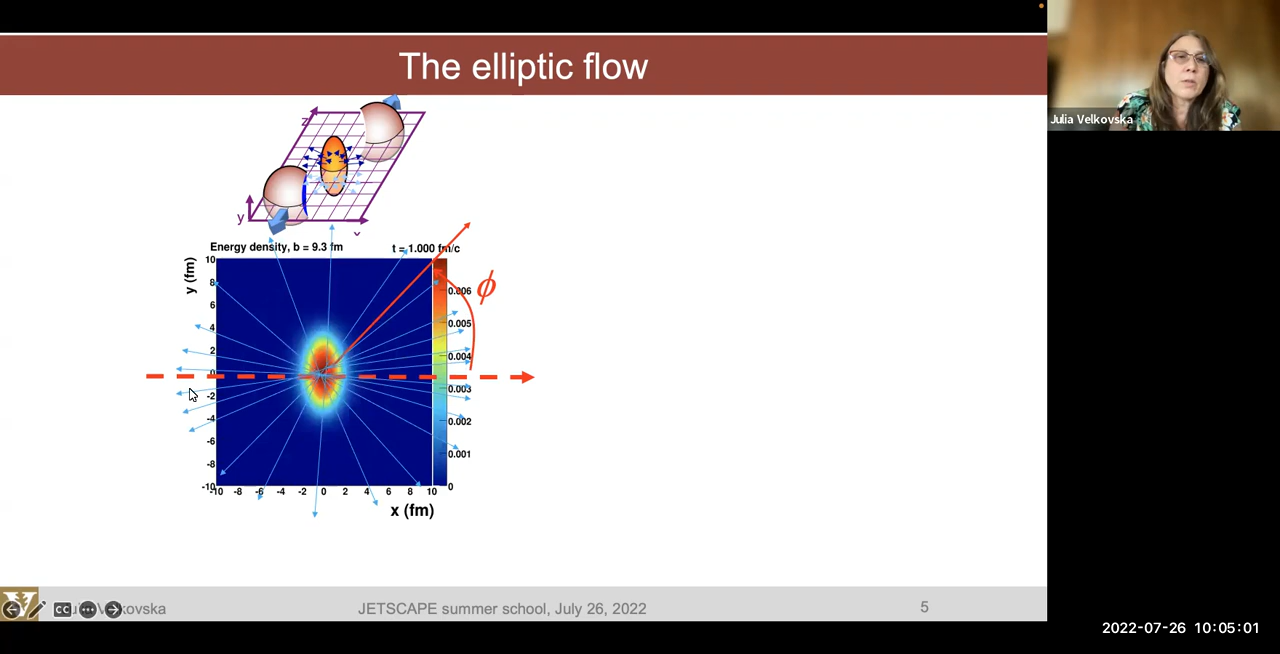 The elliptic flow
Julia Velkovska
z
y
Energy density, b = 9.3 fm
t = 1.000 fm/c
y (fm)
10
8
6
4
2
0
-2
-4
-6
-8
-10
-10 -8 -6 -4 -2 0 2 4 6 8 10
x (fm)
0.006
0.005
0.004
0.003
0.002
0.001
0
ϕ
CC
kovska
JETSCAPE summer school, July 26, 2022
5
2022-07-26 10:05:01